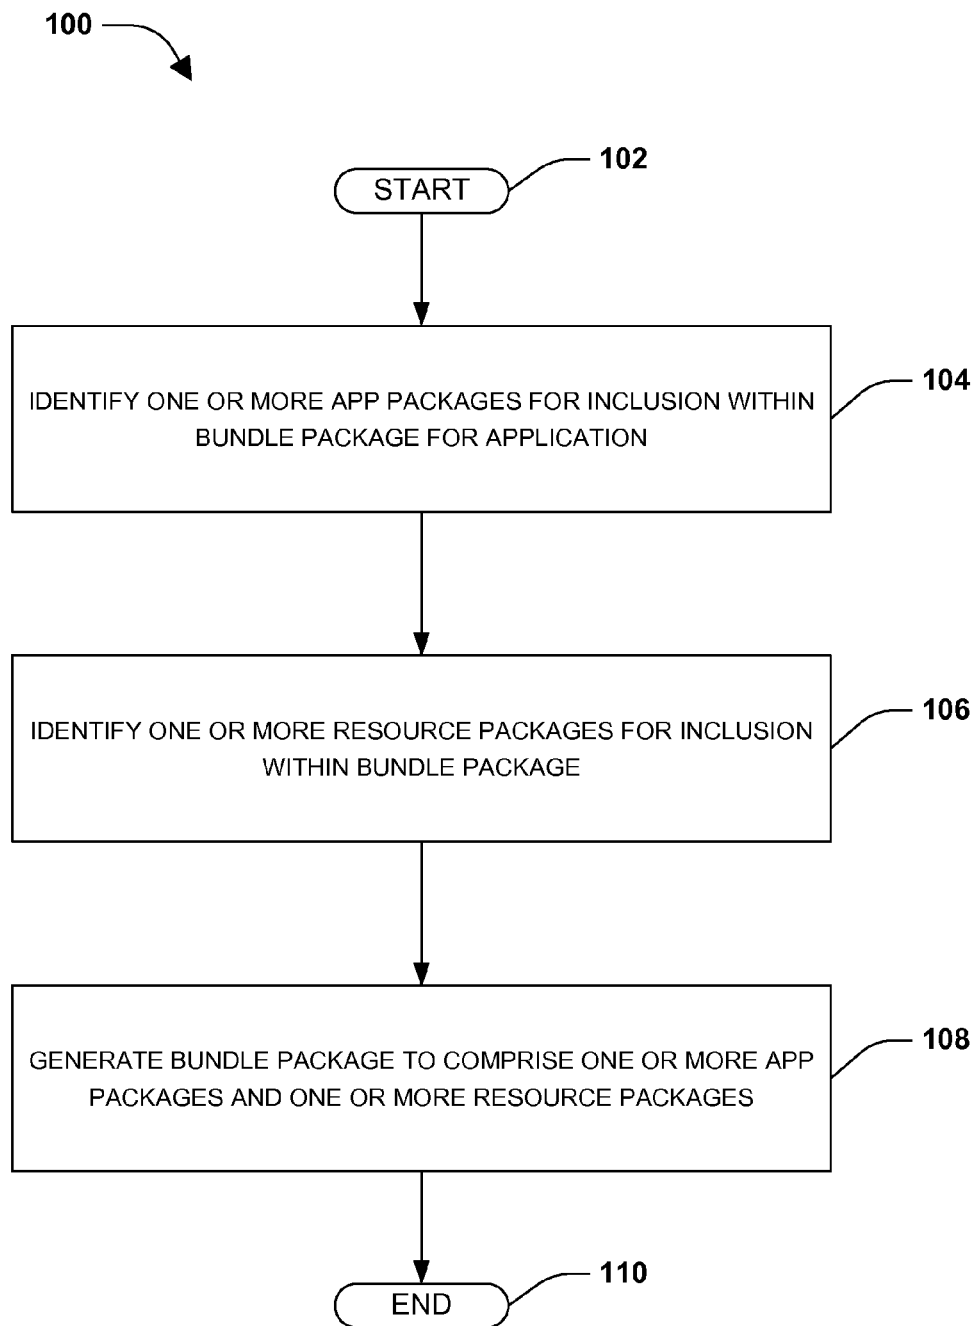 100
102
START
104
IDENTIFY ONE OR MORE APP PACKAGES FOR INCLUSION WITHIN
BUNDLE PACKAGE FOR APPLICATION
106
IDENTIFY ONE OR MORE RESOURCE PACKAGES FOR INCLUSION
WITHIN BUNDLE PACKAGE
108
GENERATE BUNDLE PACKAGE TO COMPRISE ONE OR MORE APP
PACKAGES AND ONE OR MORE RESOURCE PACKAGES
110
END